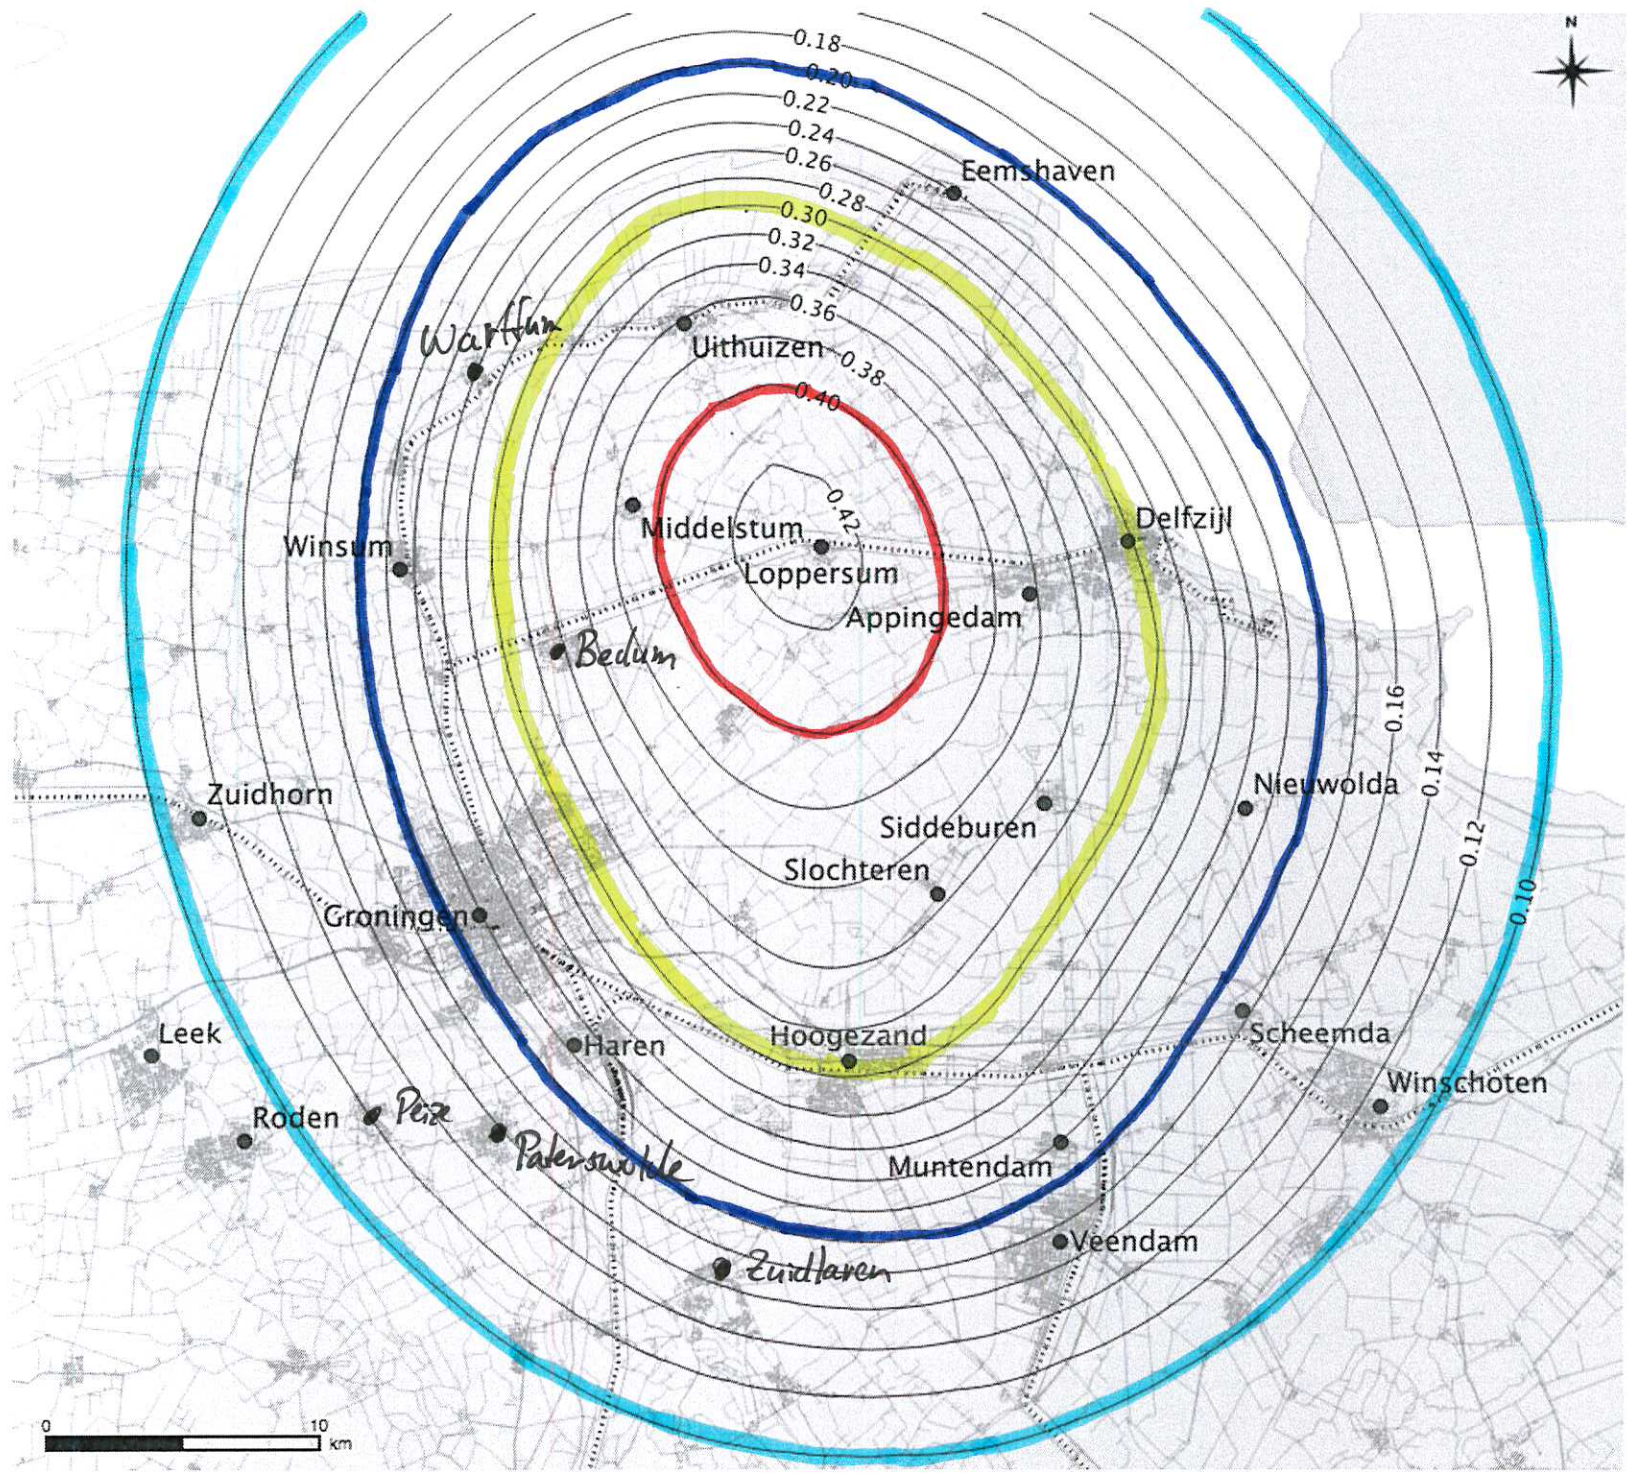 N
0.18
0.20
0.22
0.24
0.26
0.28
0.30
0.32
0.34
0.36
0.38
0.40
0.42
Eemshaven
Warffum
Uithuizen
Middelstum
Delfzijl
Winsum
Loppersum
Appingedam
Bedum
0.16
0.14
0.12
0.10
Zuidhorn
Nieuwolda
Siddeburen
Slochteren
Groningen
Leek
Haren
Hoogezand
Scheemda
Winschoten
Roden
Peize
Paterswolde
Muntendam
Veendam
Zuidlaren
0 10
km